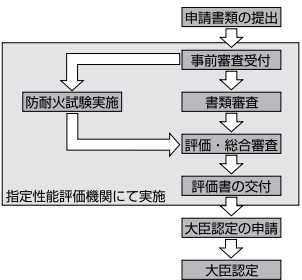 申請書類の提出
事前審査受付
防耐火試験実施
書類審査
評価・総合審査
評価書の交付
指定性能評価機関にて実施
大臣認定の申請
大臣認定